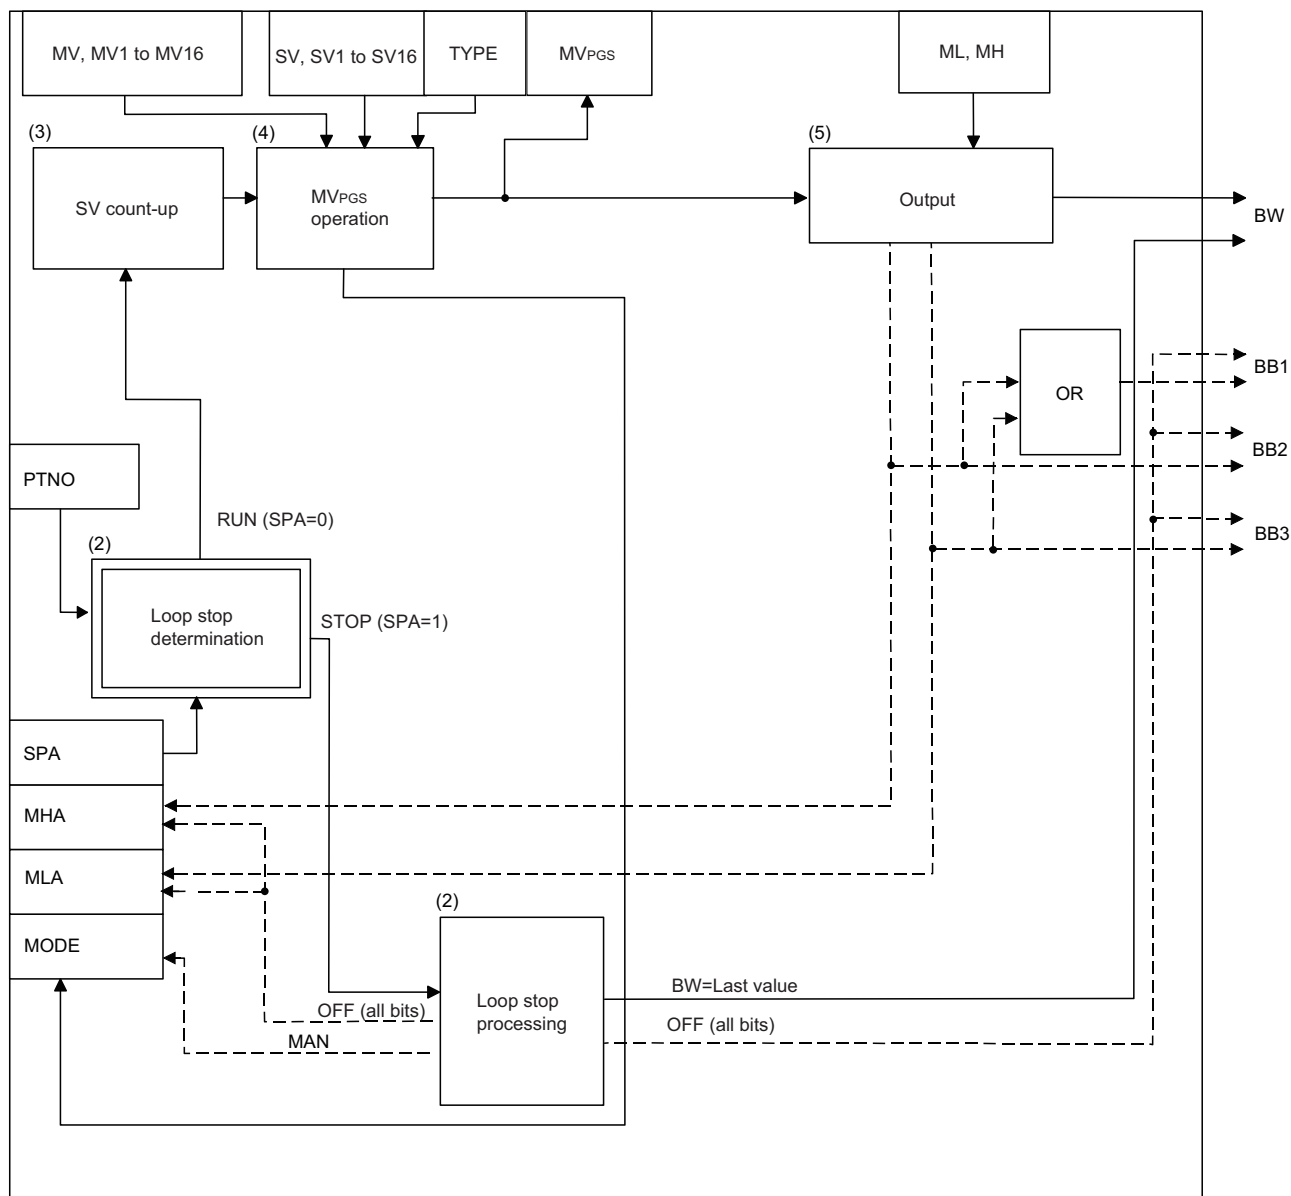 MV, MV1 to MV16
SV, SV1 to SV16
TYPE
MVPGS
ML, MH
(3)
(4)
(5)
SV count-up
MVPGS
operation
Output
BW
BB1
OR
BB2
PTNO
RUN (SPA=0)
BB3
(2)
Loop stop
determination
STOP (SPA=1)
SPA
MHA
MLA
(2)
MODE
BW=Last value
Loop stop
processing
OFF (all bits)
OFF (all bits)
MAN